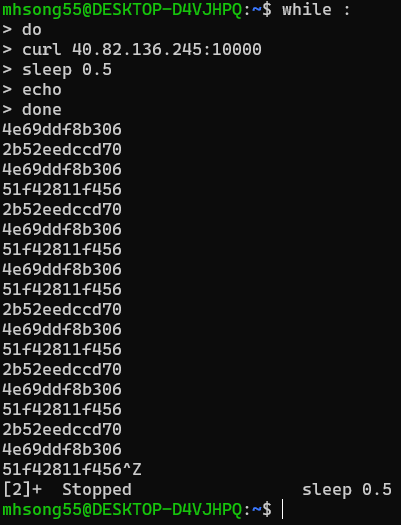 mhsong55@DESKTOP-D4VJHPQ:~$ while :
> do
> curl 40.82.136.245:10000
> sleep 0.5
> echo
> done
4e69ddf8b306
2b52eedccd70
4e69ddf8b306
51f42811f456
2b52eedccd70
4e69ddf8b306
51f42811f456
4e69ddf8b306
51f42811f456
2b52eedccd70
4e69ddf8b306
51f42811f456
2b52eedccd70
4e69ddf8b306
51f42811f456
2b52eedccd70
4e69ddf8b306
51f42811f456^Z
[2]+  Stopped                 sleep 0.5
mhsong55@DESKTOP-D4VJHPQ:~$